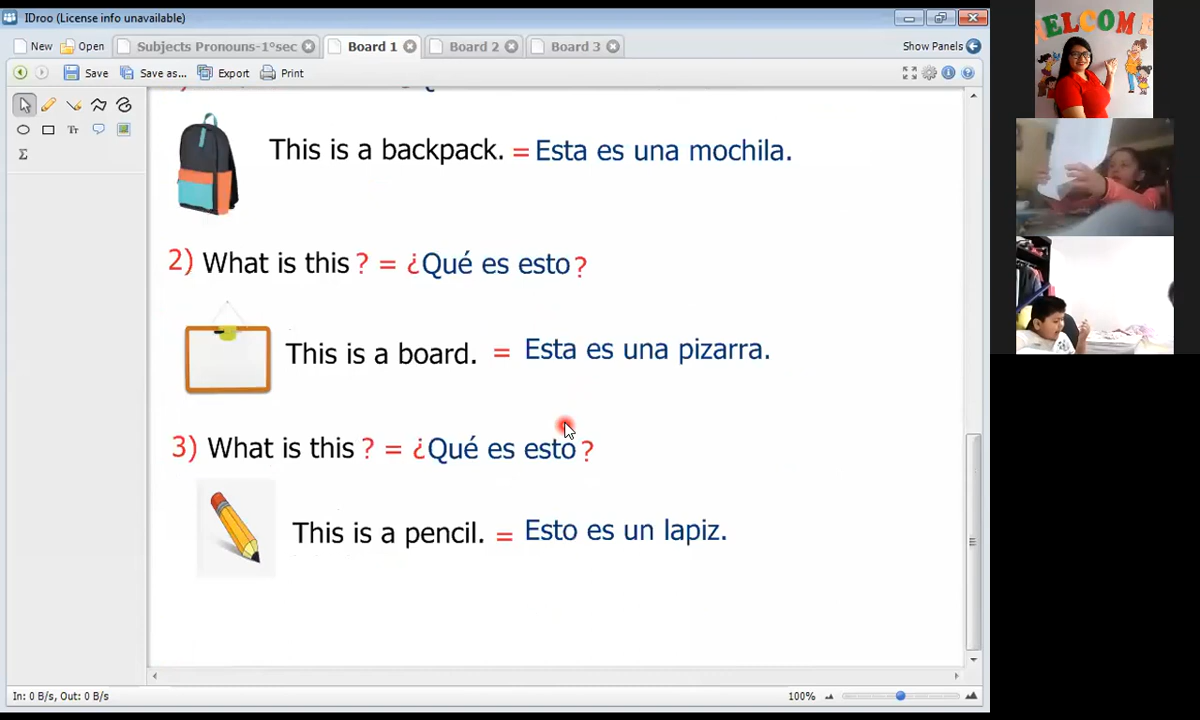 IDroo (License info unavailable)
New Open Subjects Pronouns-1°sec Board 1 Board 2 Board 3 Show Panels
Save Save as... Export Print
Tт
Σ
This is a backpack. = Esta es una mochila.
2) What is this ? = ¿Qué es esto ?
This is a board. = Esta es una pizarra.
3) What is this ? = ¿Qué es esto ?
This is a pencil. = Esto es un lapiz.
In: 0 B/s, Out: 0 B/s 100%
WELCOME